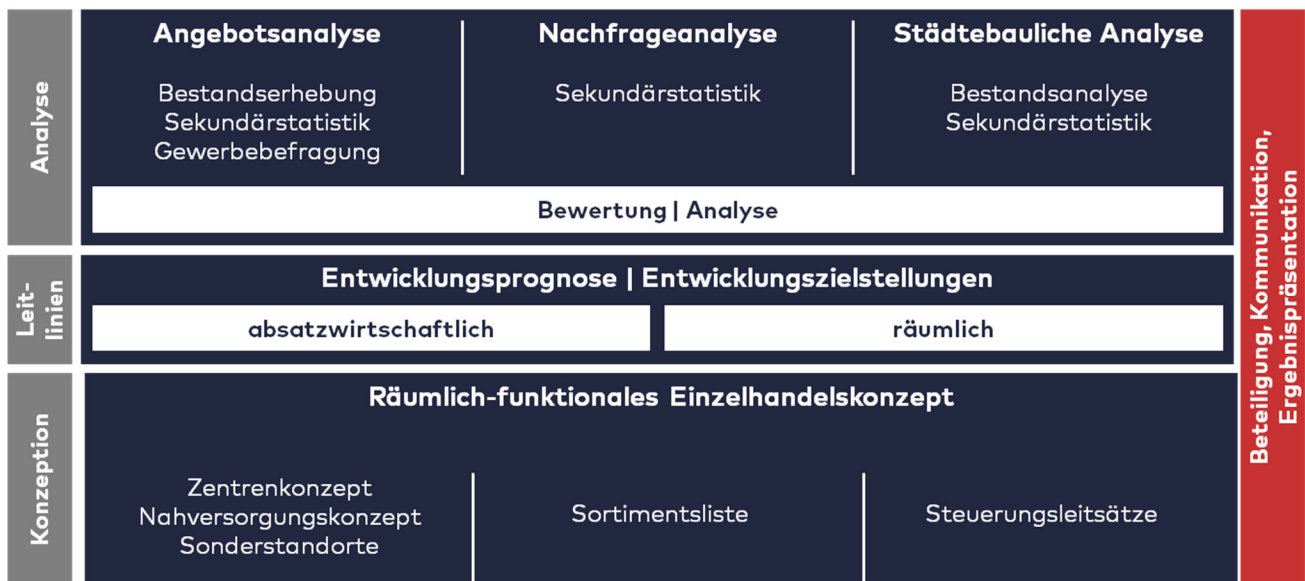 Analyse
Angebotsanalyse
Bestandserhebung
Sekundärstatistik
Gewerbebefragung
Nachfrageanalyse
Sekundärstatistik
Städtebauliche Analyse
Bestandsanalyse
Sekundärstatistik
Bewertung | Analyse
Leit-
linien
Entwicklungsprognose | Entwicklungszielstellungen
absatzwirtschaftlich
räumlich
Konzeption
Räumlich-funktionales Einzelhandelskonzept
Zentrenkonzept
Nahversorgungskonzept
Sonderstandorte
Sortimentsliste
Steuerungsleitsätze
Beteiligung, Kommunikation,
Ergebnispräsentation